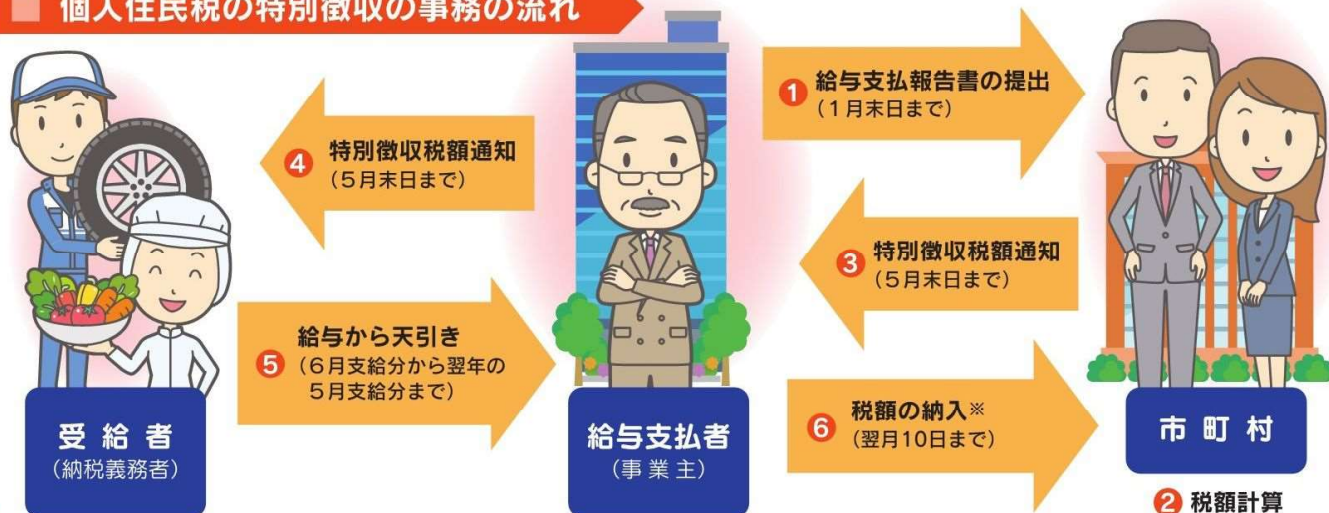 個人住民税の特別徴収の事務の流れ
❶ 給与支払報告書の提出
(1月末日まで)
❹ 特別徴収税額通知
(5月末日まで)
❸ 特別徴収税額通知
(5月末日まで)
給与から天引き
❺ (6月支給分から翌年の
5月支給分まで)
❻ 税額の納入※
(翌月10日まで)
受給者
(納税義務者)
給与支払者
(事業主)
市町村
❷ 税額計算